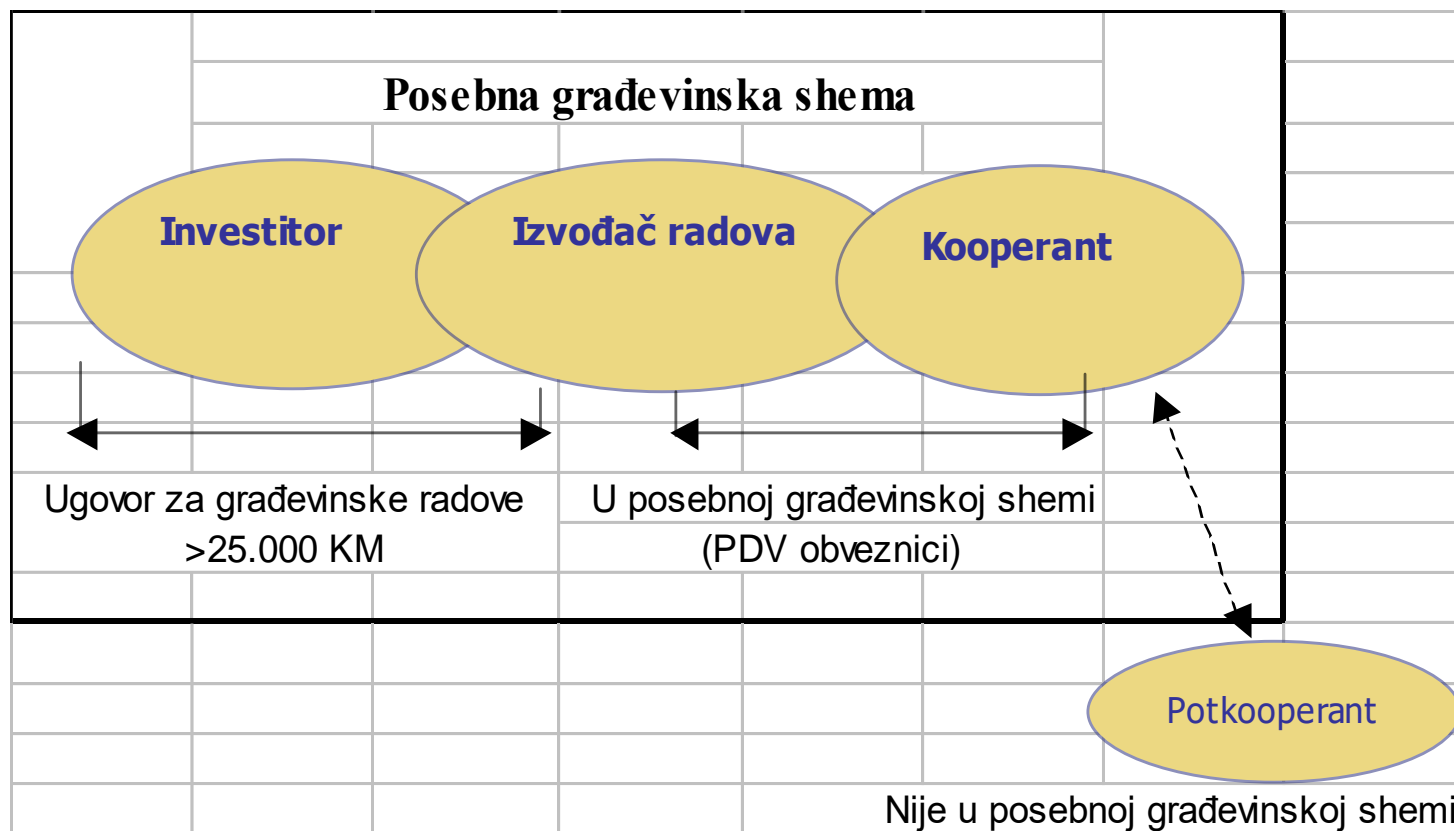 Posebna građevinska shema
Investitor
Izvođač radova
Kooperant
Ugovor za građevinske radove
>25.000 KM
U posebnoj građevinskoj shemi
(PDV obveznici)
Potkooperant
Nije u posebnoj građevinskoj shemi